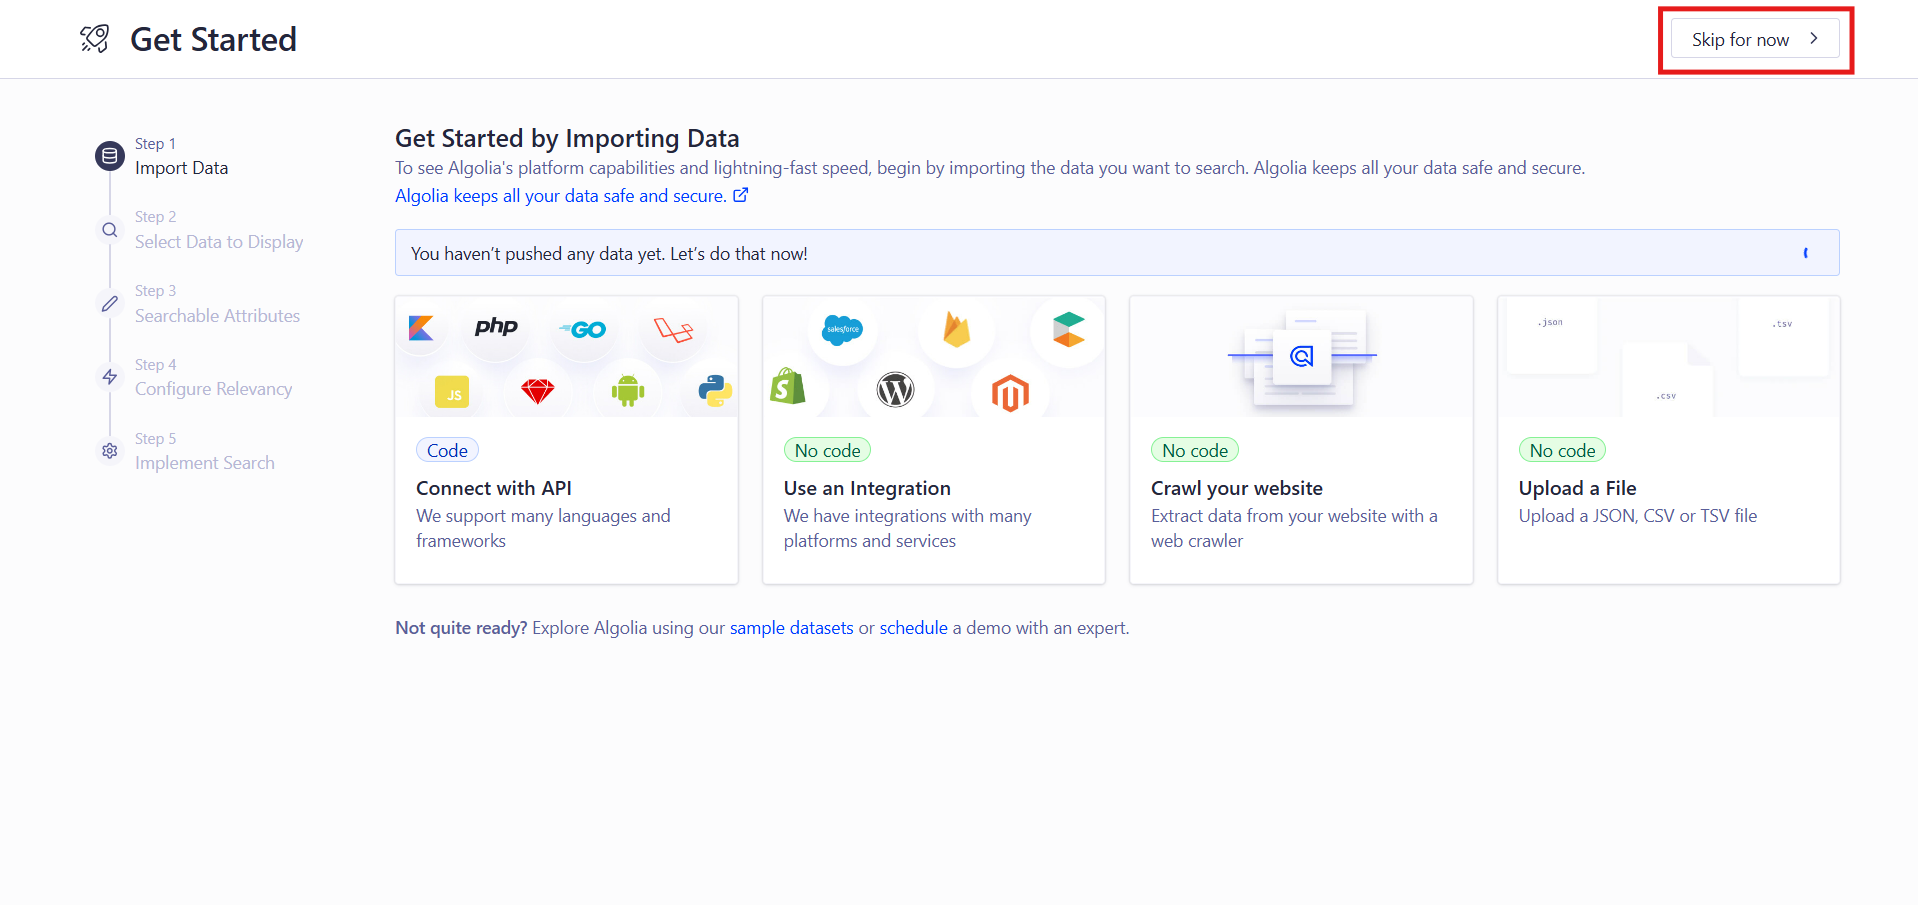 Get Started
Skip for now
Step 1
Import Data
Step 2
Select Data to Display
Step 3
Searchable Attributes
Step 4
Configure Relevancy
Step 5
Implement Search
Get Started by Importing Data
To see Algolia's platform capabilities and lightning-fast speed, begin by importing the data you want to search. Algolia keeps all your data safe and secure.
Algolia keeps all your data safe and secure.
You haven’t pushed any data yet. Let’s do that now!
php
GO
JS
Code
Connect with API
We support many languages and
frameworks
salesforce
No code
Use an Integration
We have integrations with many
platforms and services
No code
Crawl your website
Extract data from your website with a
web crawler
.json
.tsv
.csv
No code
Upload a File
Upload a JSON, CSV or TSV file
Not quite ready? Explore Algolia using our sample datasets or schedule a demo with an expert.